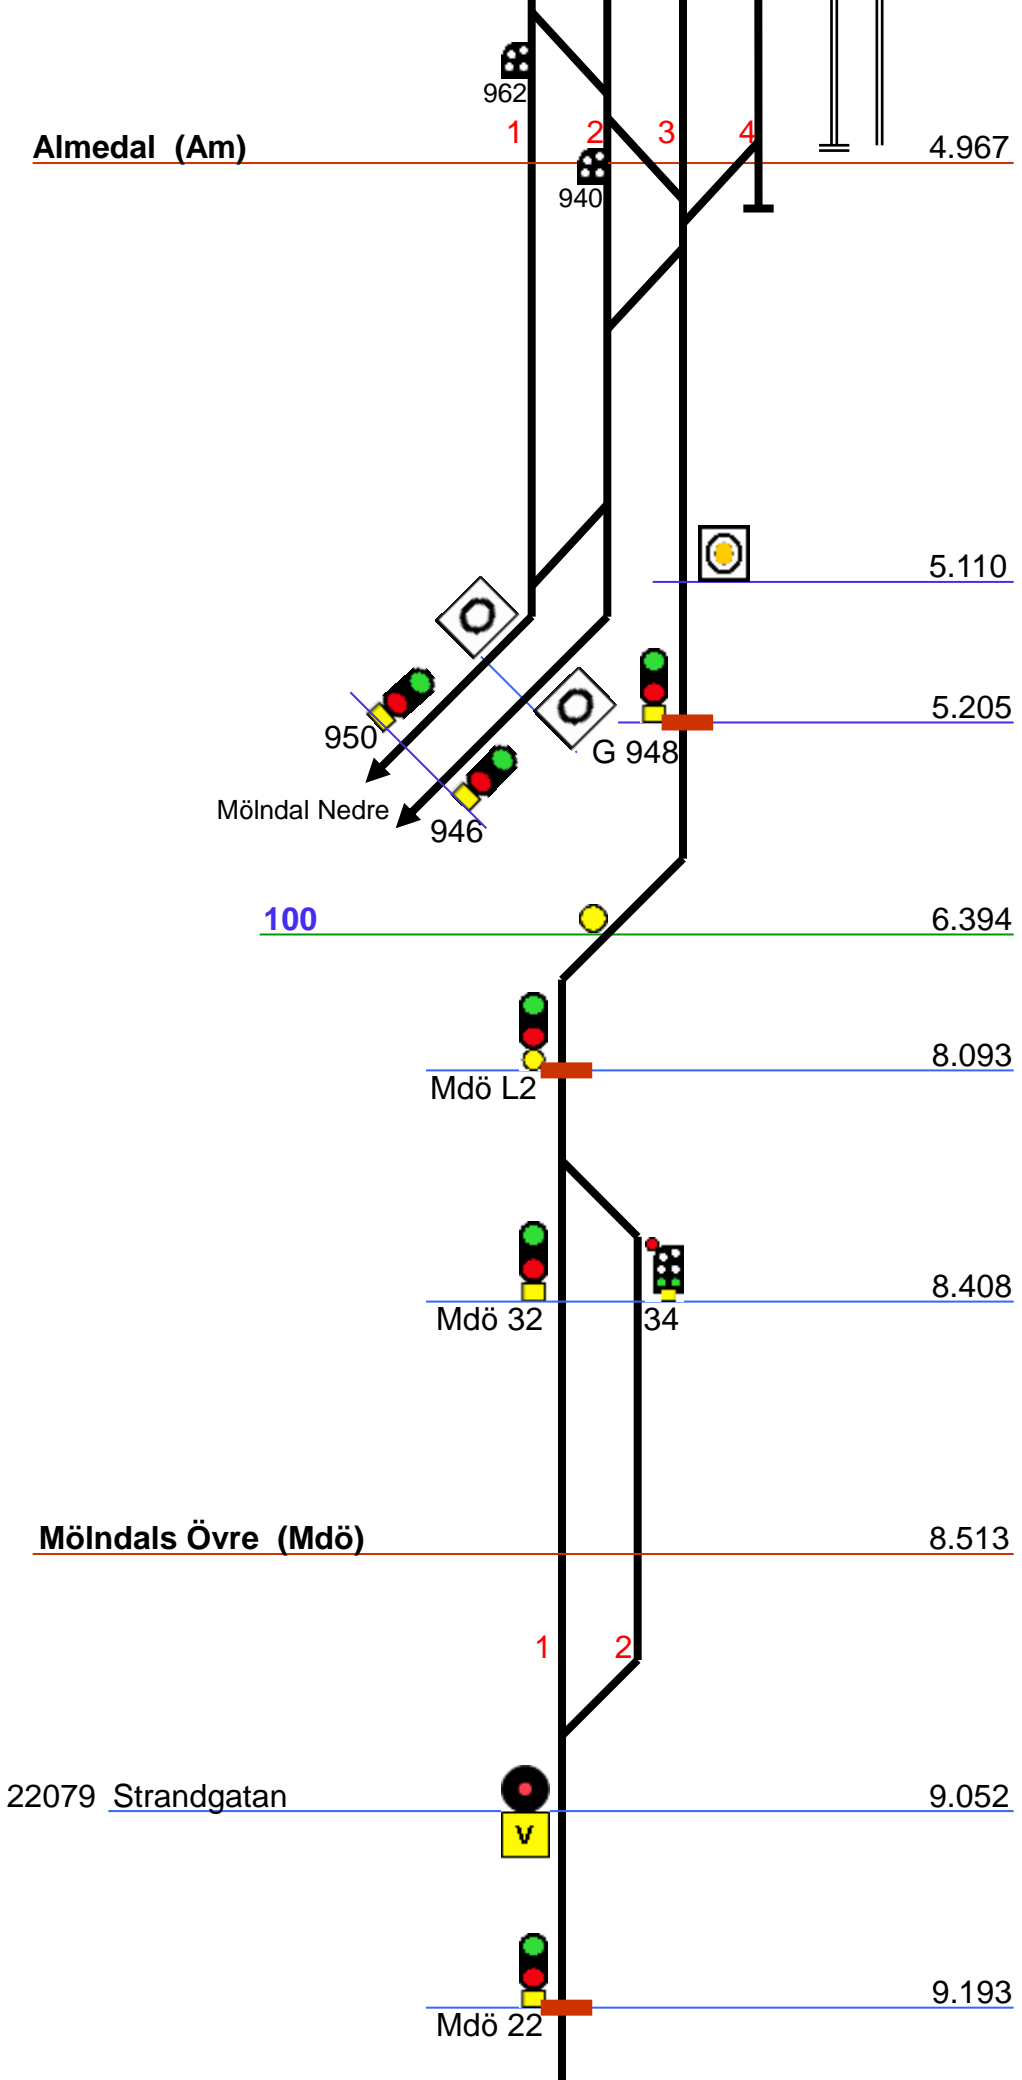 962
1 2 3 4
Almedal (Am) 4.967
940
5.110
5.205
950
G 948
Mölndal Nedre
946
100 6.394
8.093
Mdö L2
8.408
Mdö 32 34
Mölndals Övre (Mdö) 8.513
1 2
22079 Strandgatan 9.052
V
9.193
Mdö 22